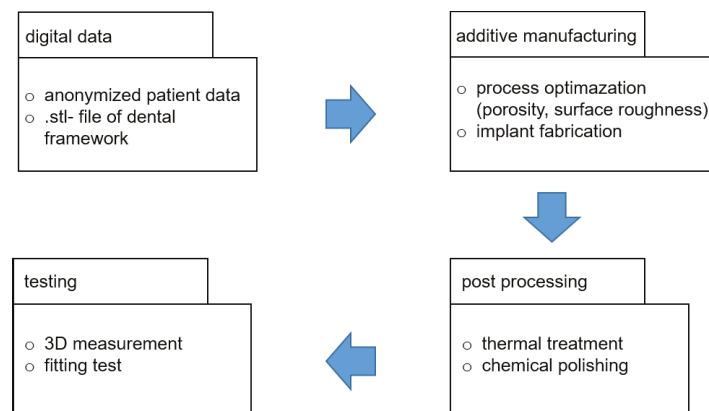 digital data
○ anonymized patient data
○ .stl- file of dental
framework
additive manufacturing
○ process optimazation
(porosity, surface roughness)
○ implant fabrication
post processing
○ thermal treatment
○ chemical polishing
testing
○ 3D measurement
○ fitting test